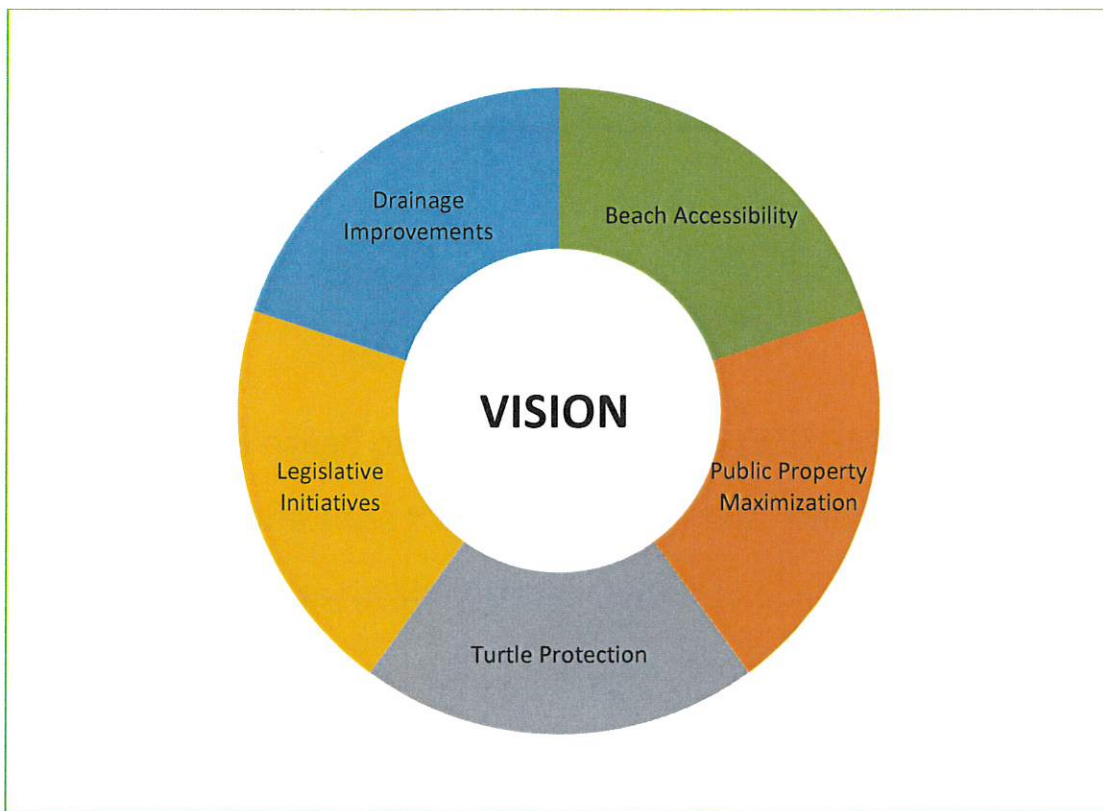 Drainage
Improvements
Beach Accessibility
VISION
Legislative
Initiatives
Public Property
Maximization
Turtle Protection